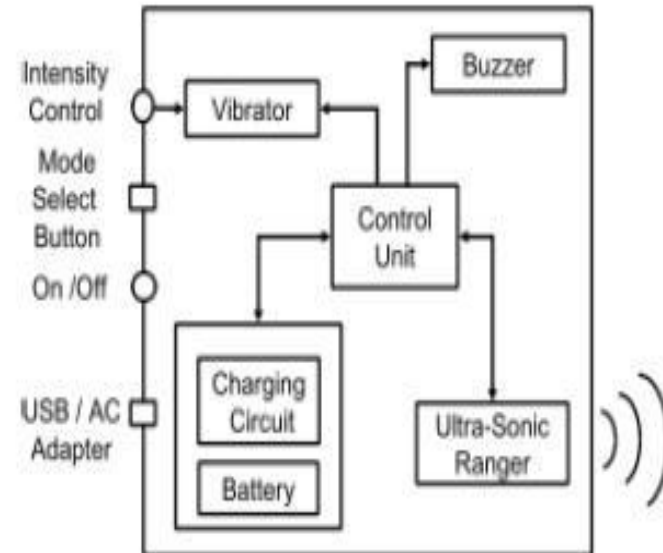 Intensity
Control
Mode
Select
Button
On /Off
USB / AC
Adapter
Vibrator
Buzzer
Control
Unit
Charging
Circuit
Battery
Ultra-Sonic
Ranger